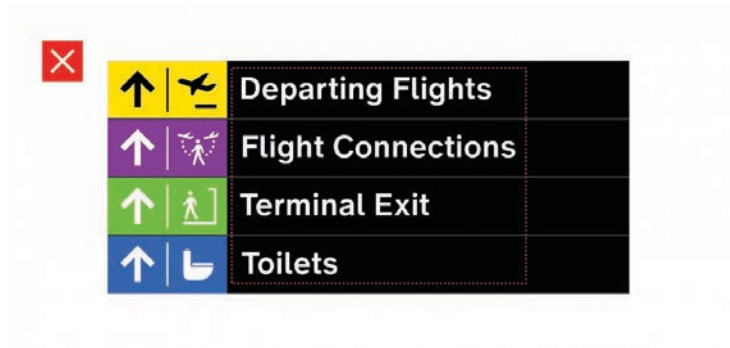 Departing Flights
Flight Connections
Terminal Exit
Toilets